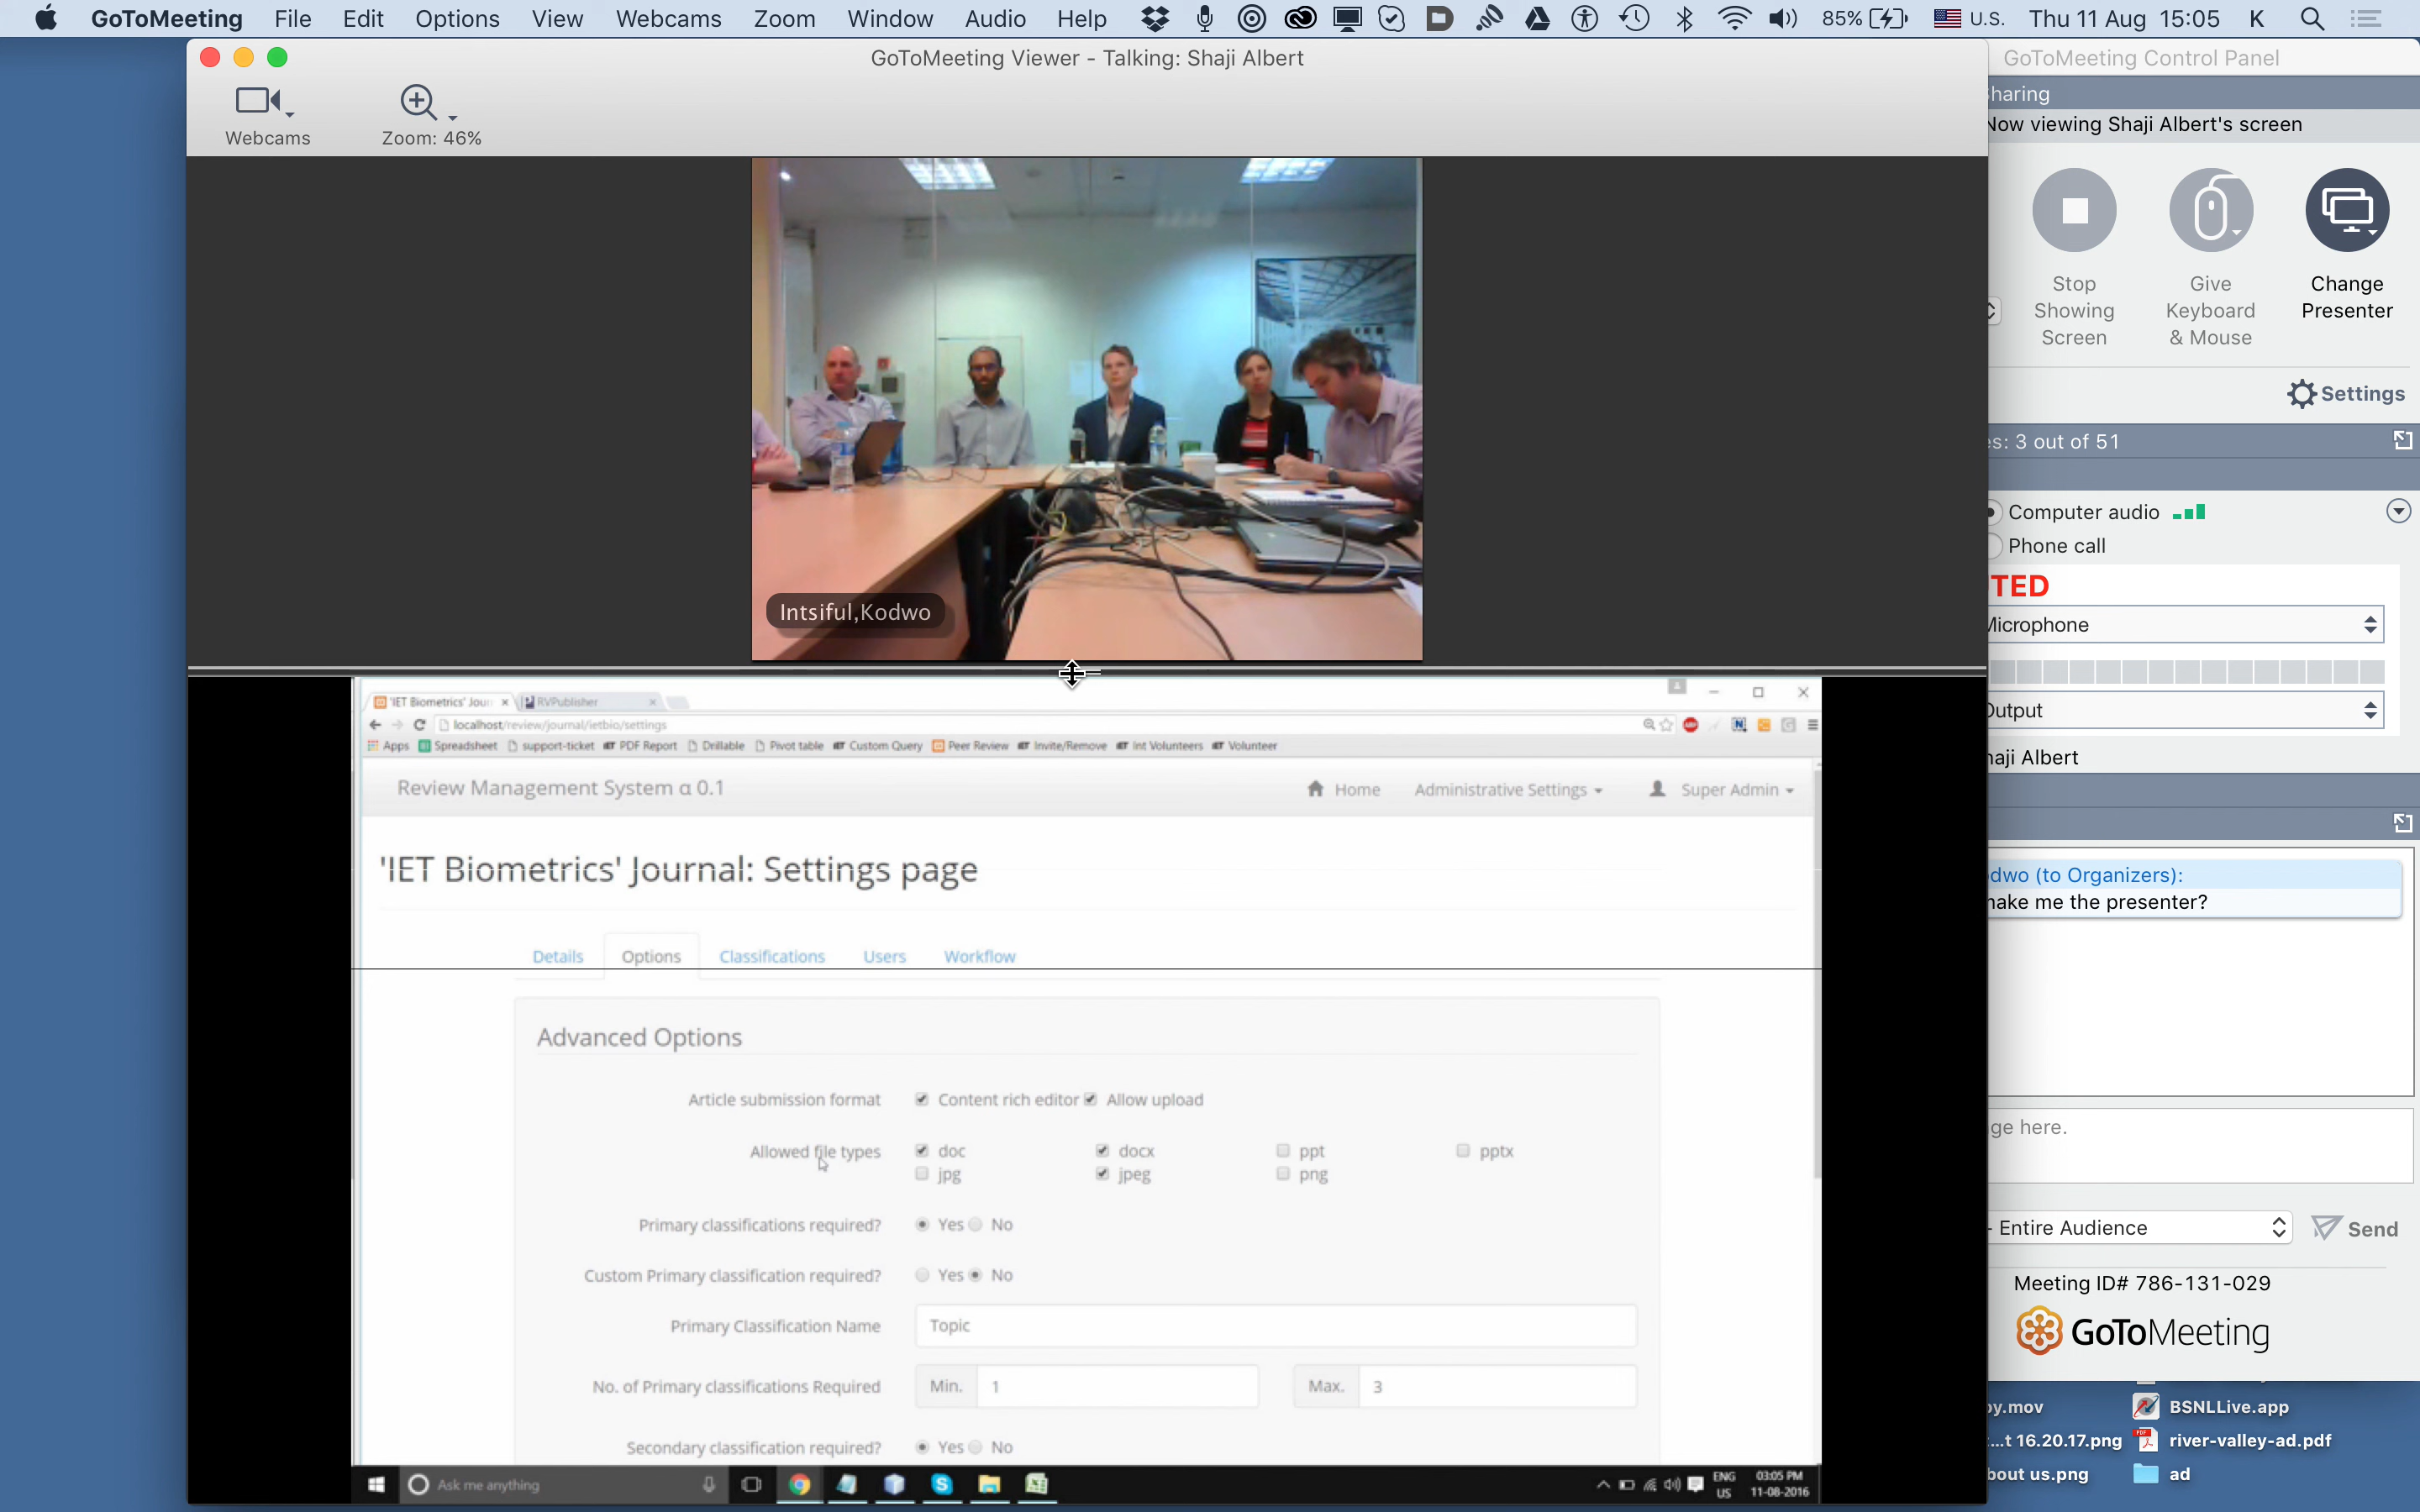 GoToMeeting File Edit Options View Webcams Zoom Window Audio Help 85% U.S. Thu 11 Aug 15:05 K
GoToMeeting Viewer - Talking: Shaji Albert
GoToMeeting Control Panel
Webcams
Zoom: 46%
haring
Now viewing Shaji Albert's screen
Stop Showing Screen
Give Keyboard & Mouse
Change Presenter
Settings
es: 3 out of 51
Computer audio
Phone call
TED
Microphone
Output
haji Albert
dwo (to Organizers):
make me the presenter?
ge here.
- Entire Audience
Send
Meeting ID# 786-131-029
GoToMeeting
Intsiful,Kodwo
'IET Biometrics' Jour RVPublisher
localhost/review/journal/ietbio/settings
Apps Spreadsheet support-ticket PDF Report Drillable Pivot table Custom Query Peer Review Invite/Remove Int Volunteers Volunteer
Review Management System α 0.1 Home Administrative Settings Super Admin
'IET Biometrics' Journal: Settings page
Details Options Classifications Users Workflow
Advanced Options
Article submission format Content rich editor Allow upload
Allowed file types doc docx ppt pptx
jpg jpeg png
Primary classifications required? Yes No
Custom Primary classification required? Yes No
Primary Classification Name Topic
No. of Primary classifications Required Min. 1 Max. 3
Secondary classification required? Yes No
Ask me anything
ENG US
03:05 PM
11-08-2016
py.mov
BSNLLive.app
...t 16.20.17.png
river-valley-ad.pdf
bout us.png
ad